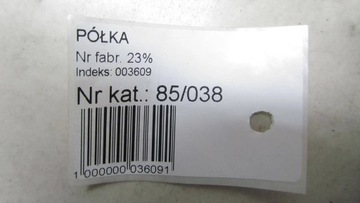 PÓŁKA
Nr fabr. 23%
Indeks: 003609
Nr kat.: 85/038
1 000000 036091